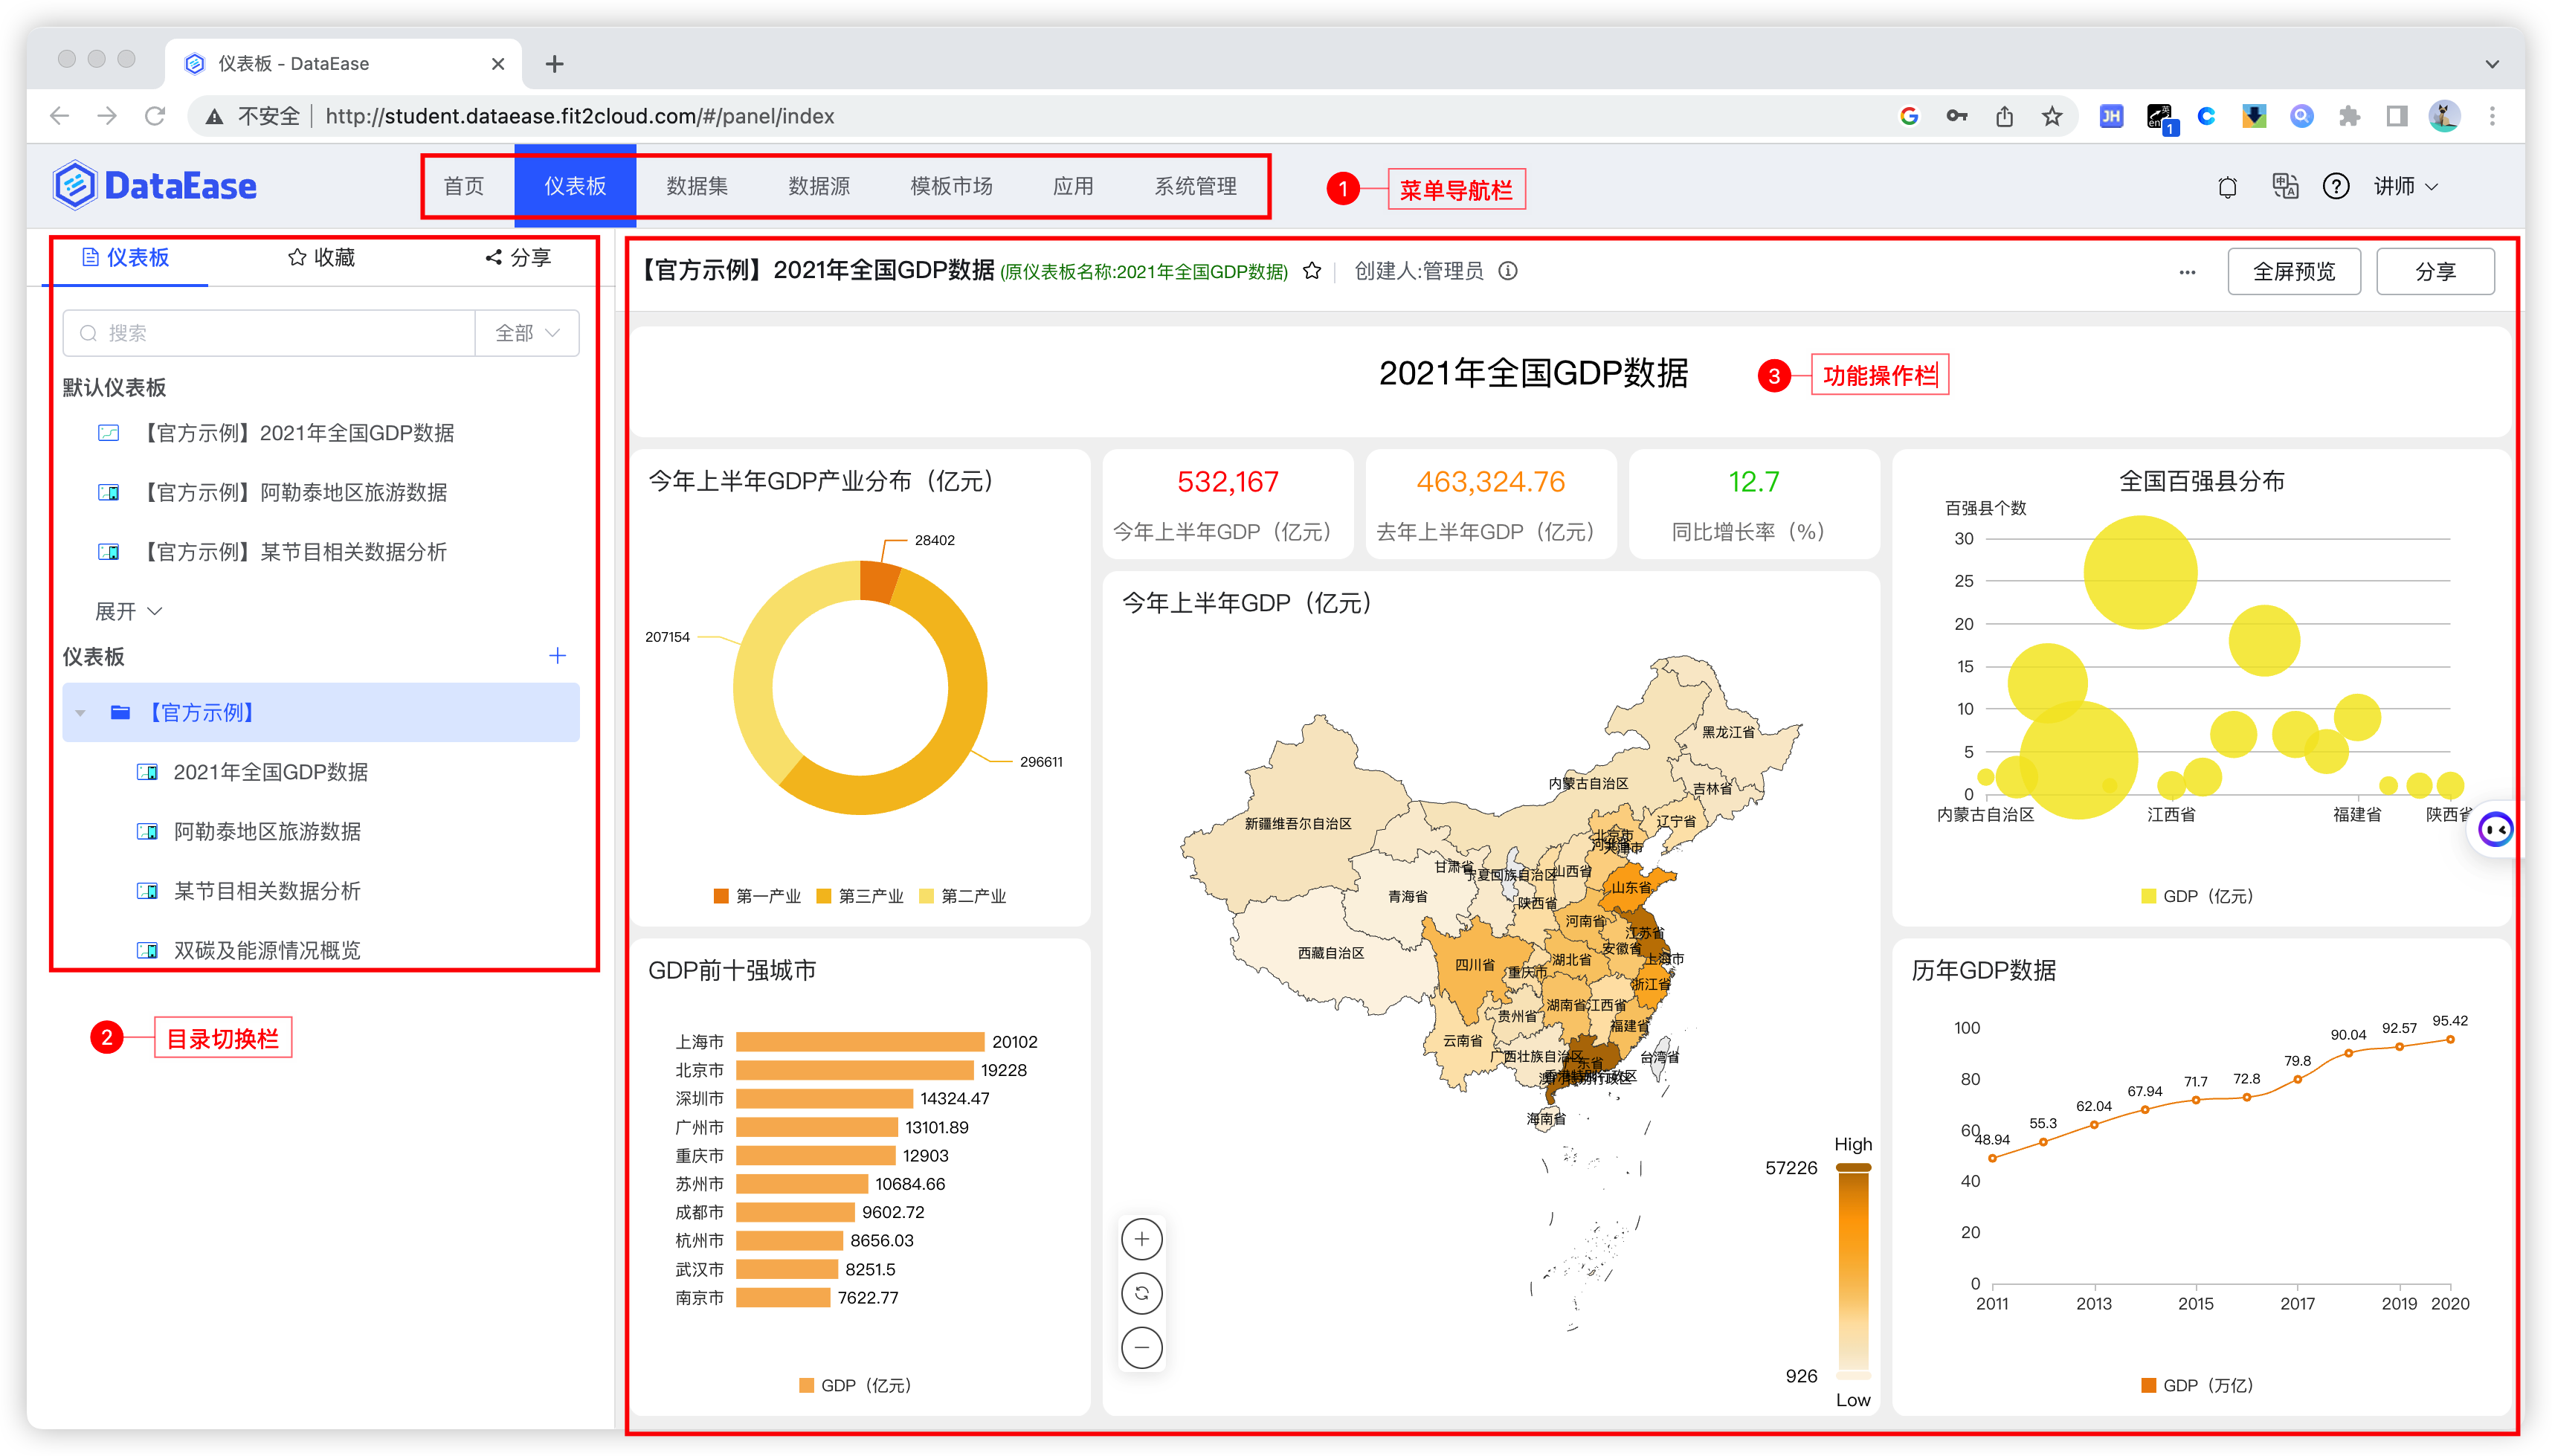 仪表板 - DataEase
不安全 http://student.dataease.fit2cloud.com/#/panel/index
JH 英 en 1
DataEase 首页 仪表板 数据集 数据源 模板市场 应用 系统管理 1 菜单导航栏 讲师
仪表板 收藏 分享
搜索 全部
默认仪表板
【官方示例】2021年全国GDP数据
【官方示例】阿勒泰地区旅游数据
【官方示例】某节目相关数据分析
展开
仪表板
【官方示例】
2021年全国GDP数据
阿勒泰地区旅游数据
某节目相关数据分析
双碳及能源情况概览
2 目录切换栏
【官方示例】2021年全国GDP数据 (原仪表板名称:2021年全国GDP数据) 创建人:管理员 ... 全屏预览 分享
2021年全国GDP数据
3 功能操作栏
今年上半年GDP产业分布（亿元）
28402
207154
296611
第一产业 第三产业 第二产业
532,167
今年上半年GDP（亿元）
463,324.76
去年上半年GDP（亿元）
12.7
同比增长率（%）
今年上半年GDP（亿元）
黑龙江省
内蒙古自治区
吉林省
新疆维吾尔自治区
辽宁省
北京市
甘肃省
宁夏回族自治区
山西省
山东省
青海省
陕西省
河南省
江苏省
西藏自治区
安徽省
四川省
湖北省
上海市
重庆市
浙江省
湖南省
江西省
贵州省
福建省
云南省
广西壮族自治区
广东省
台湾省
海南省
High
57226
926
Low
全国百强县分布
百强县个数
30
25
20
15
10
5
0
内蒙古自治区 江西省 福建省 陕西省
GDP（亿元）
GDP前十强城市
上海市 20102
北京市 19228
深圳市 14324.47
广州市 13101.89
重庆市 12903
苏州市 10684.66
成都市 9602.72
杭州市 8656.03
武汉市 8251.5
南京市 7622.77
GDP（亿元）
历年GDP数据
100
80
60
40
20
0
48.94 55.3 62.04 67.94 71.7 72.8 79.8 90.04 92.57 95.42
2011 2013 2015 2017 2019 2020
GDP（万亿）